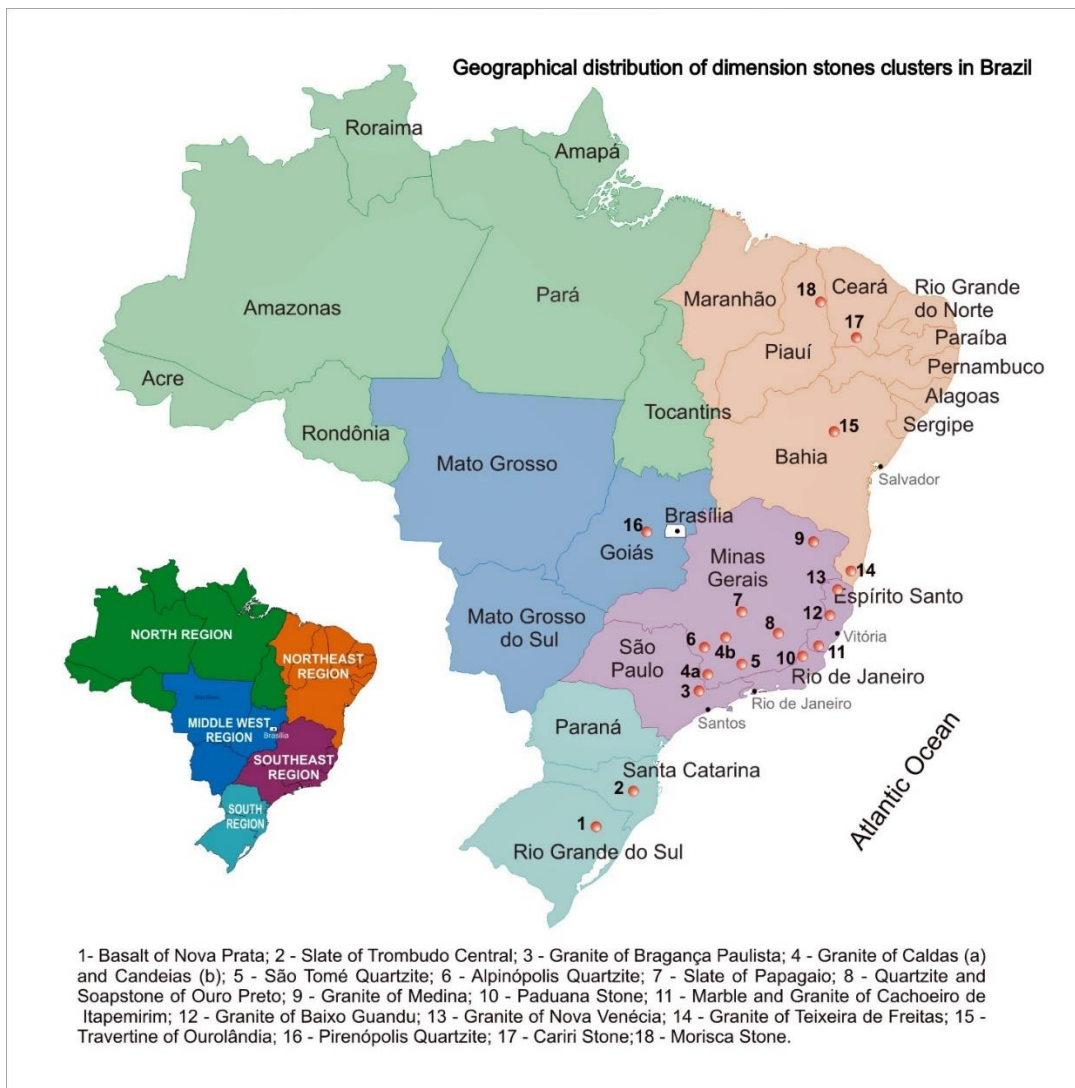 Geographical distribution of dimension stones clusters in Brazil
Roraima
Amapá
Amazonas
Pará
Maranhão
18
Ceará
Rio Grande
do Norte
17
Paraíba
Piauí
Pernambuco
Acre
Alagoas
Tocantins
Sergipe
Rondônia
15
Bahia
Mato Grosso
Salvador
16
Brasília
Goiás
9
Minas
Gerais
14
13
Espírito Santo
Mato Grosso
do Sul
7
12
8
Vitória
São
Paulo
6
4b
5
10
11
4a
Rio de Janeiro
3
Rio de Janeiro
Santos
Paraná
Santa Catarina
2
1
Rio Grande do Sul
Atlantic Ocean
NORTH REGION
NORTHEAST
REGION
MIDDLE WEST
REGION
Brasília
SOUTHEAST
REGION
SOUTH
REGION
1- Basalt of Nova Prata; 2 - Slate of Trombudo Central; 3 - Granite of Bragança Paulista; 4 - Granite of Caldas (a)
and Candeias (b); 5 - São Tomé Quartzite; 6 - Alpinópolis Quartzite; 7 - Slate of Papagaio; 8 - Quartzite and
Soapstone of Ouro Preto; 9 - Granite of Medina; 10 - Paduana Stone; 11 - Marble and Granite of Cachoeiro de
Itapemirim; 12 - Granite of Baixo Guandu; 13 - Granite of Nova Venécia; 14 - Granite of Teixeira de Freitas; 15 -
Travertine of Ourolândia; 16 - Pirenópolis Quartzite; 17 - Cariri Stone;18 - Morisca Stone.